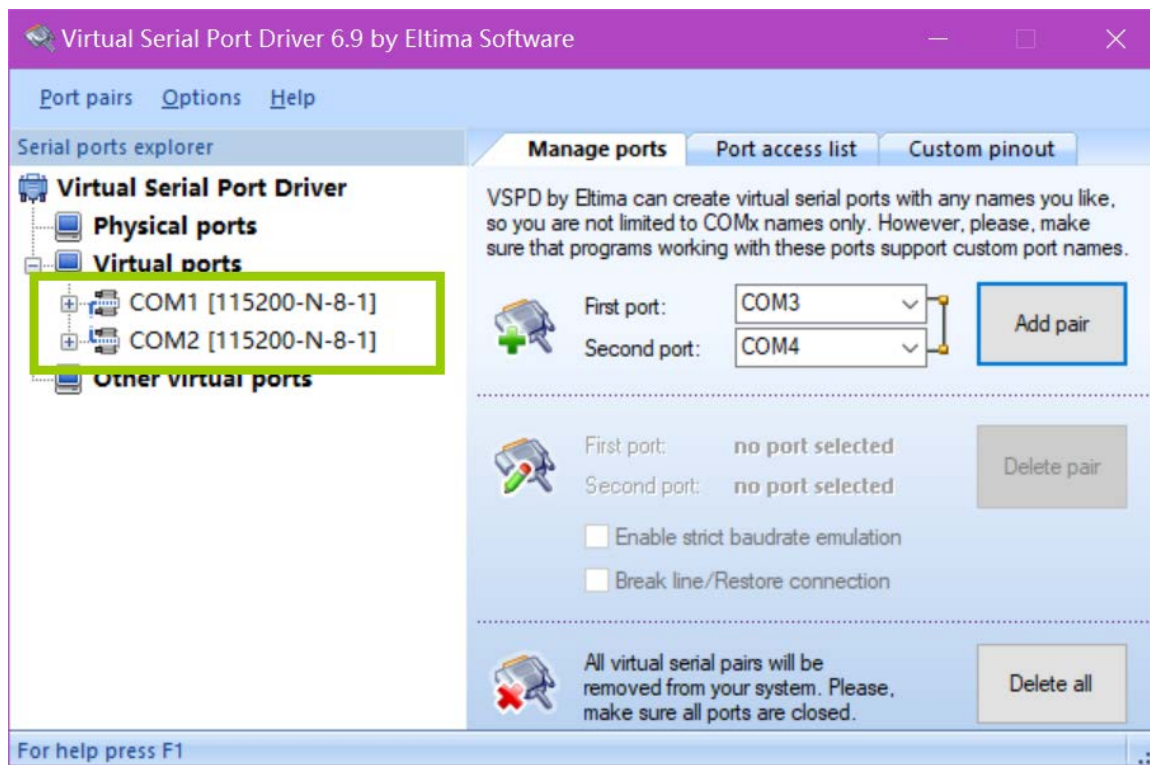 Virtual Serial Port Driver 6.9 by Eltima Software
Port pairs Options Help
Serial ports explorer
Virtual Serial Port Driver
Physical ports
Virtual ports
COM1 [115200-N-8-1]
COM2 [115200-N-8-1]
Other virtual ports
Manage ports Port access list Custom pinout
VSPD by Eltima can create virtual serial ports with any names you like,
so you are not limited to COMx names only. However, please, make
sure that programs working with these ports support custom port names.
First port: COM3
Second port: COM4
Add pair
First port: no port selected
Second port: no port selected
Delete pair
Enable strict baudrate emulation
Break line/Restore connection
All virtual serial pairs will be
removed from your system. Please,
make sure all ports are closed.
Delete all
For help press F1